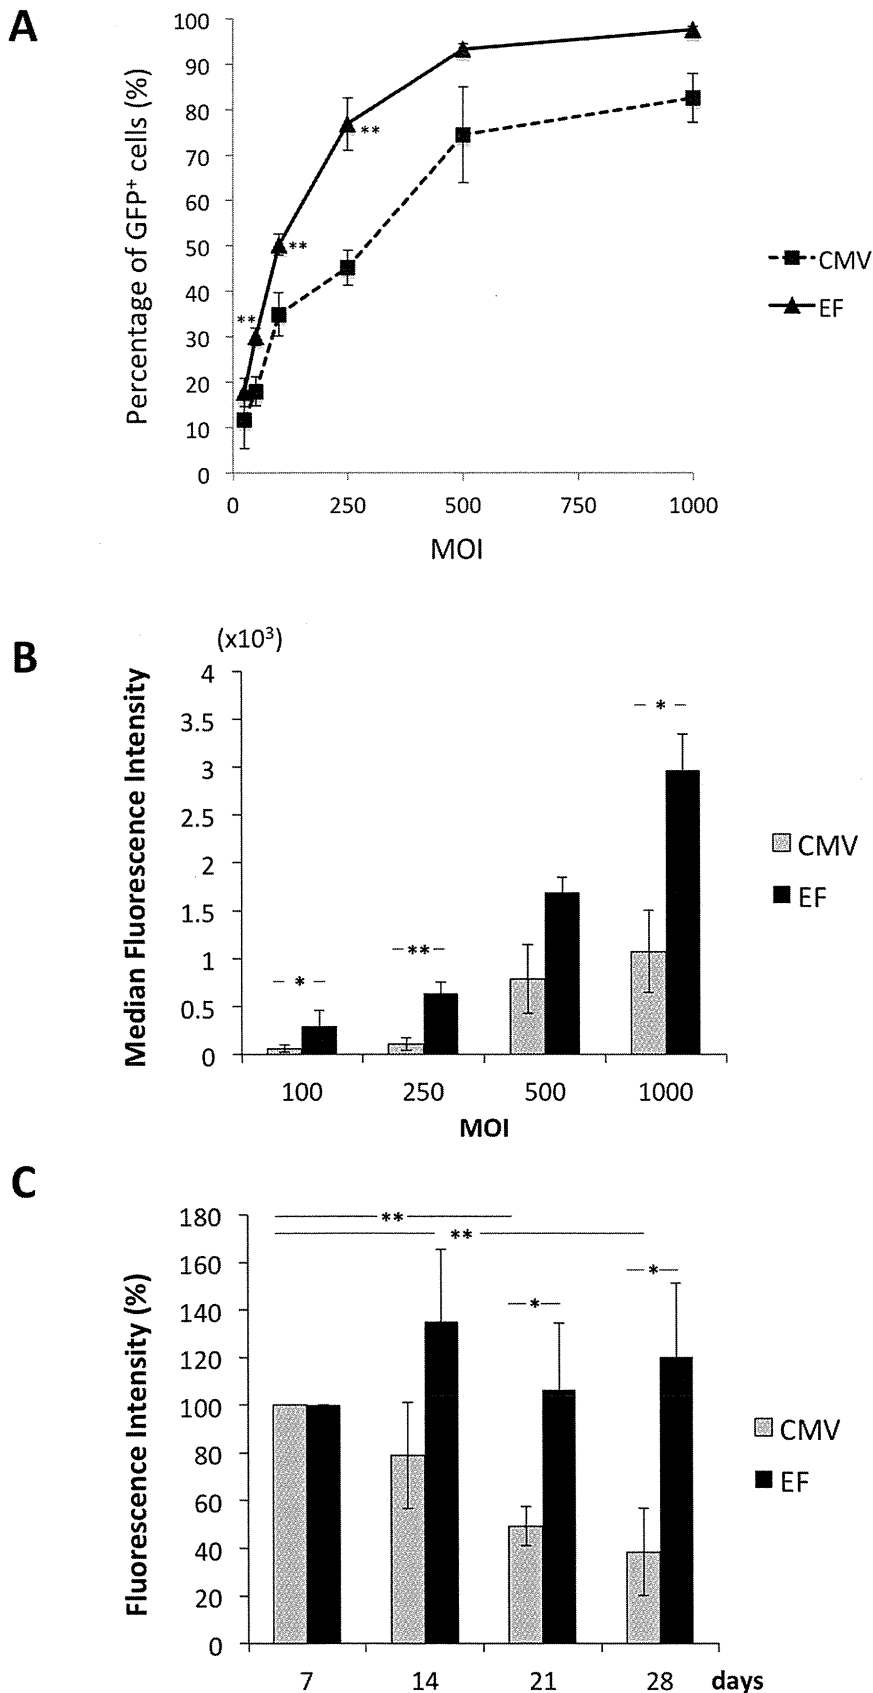 A
Percentage of GFP+ cells (%)
100
90
80
70
60
50
40
30
20
10
0
**
**
**
0 250 500 750 1000
MOI
CMV
EF
B
(x10³)
Median Fluorescence Intensity
4
3.5
3
2.5
2
1.5
1
0.5
0
*
**
*
100 250 500 1000
MOI
CMV
EF
C
Fluorescence Intensity (%)
180
160
140
120
100
80
60
40
20
0
**
**
*
*
7 14 21 28 days
CMV
EF